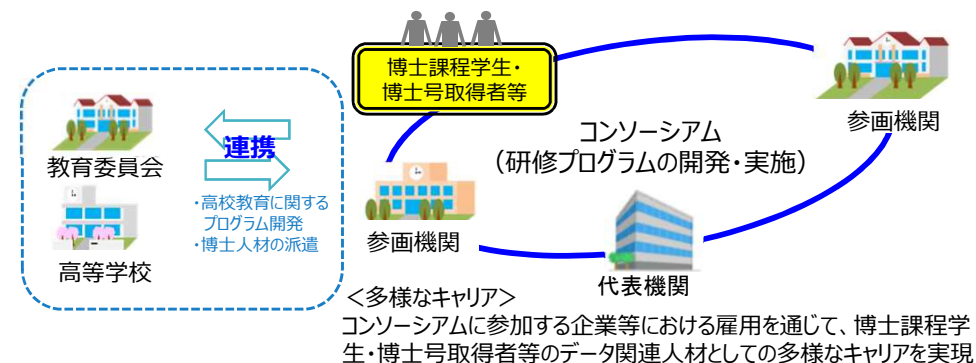 博士課程学生・
博士号取得者等
教育委員会
高等学校
連携
・高校教育に関する
プログラム開発
・博士人材の派遣
コンソーシアム
（研修プログラムの開発・実施）
参画機関
参画機関
代表機関
＜多様なキャリア＞
コンソーシアムに参加する企業等における雇用を通じて、博士課程学
生・博士号取得者等のデータ関連人材としての多様なキャリアを実現